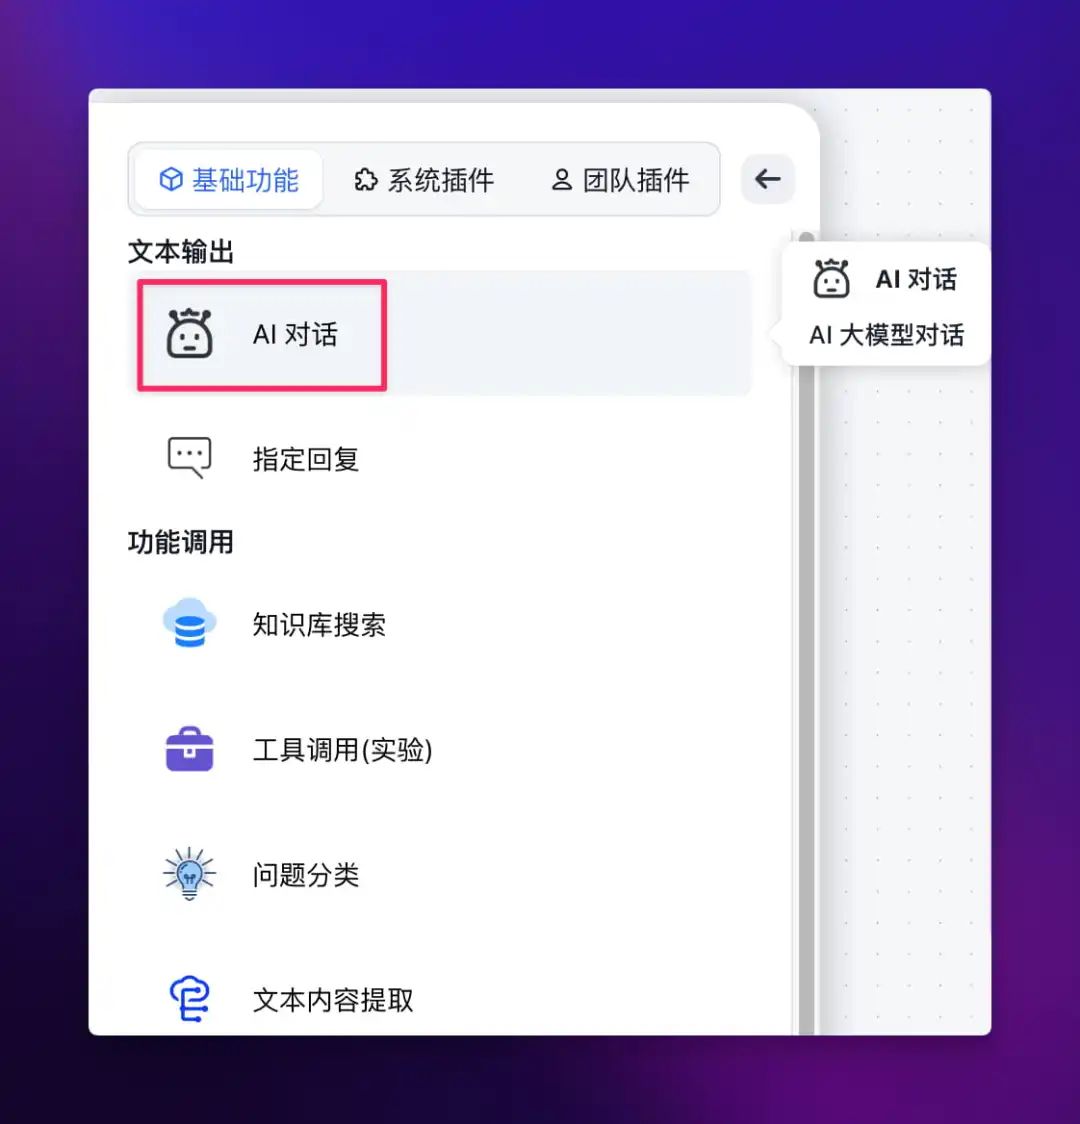 基础功能 系统插件 团队插件
文本输出
AI 对话
AI 对话
AI 大模型对话
指定回复
功能调用
知识库搜索
工具调用(实验)
问题分类
文本内容提取